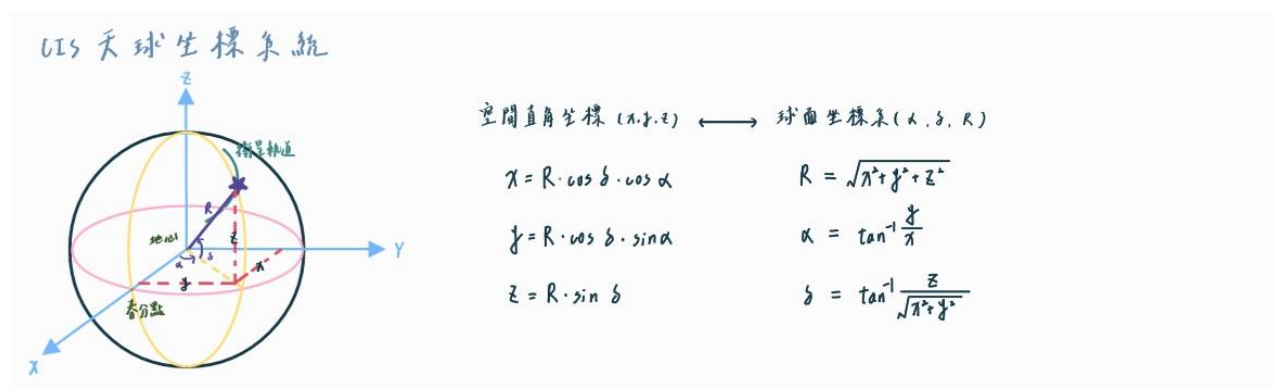 CIS 天球坐標系統
Z
衛星軌道
R
地心
z
δ
α
Y
x
y
春分點
X
空間直角坐標 (x.y.z) ⟷ 球面坐標系(α, δ, R)
x = R·cos δ·cos α
R = √x²+y²+z²
y = R·cos δ·sinα
α = tan⁻¹ y/x
z = R·sin δ
δ = tan⁻¹ z/√x²+y²